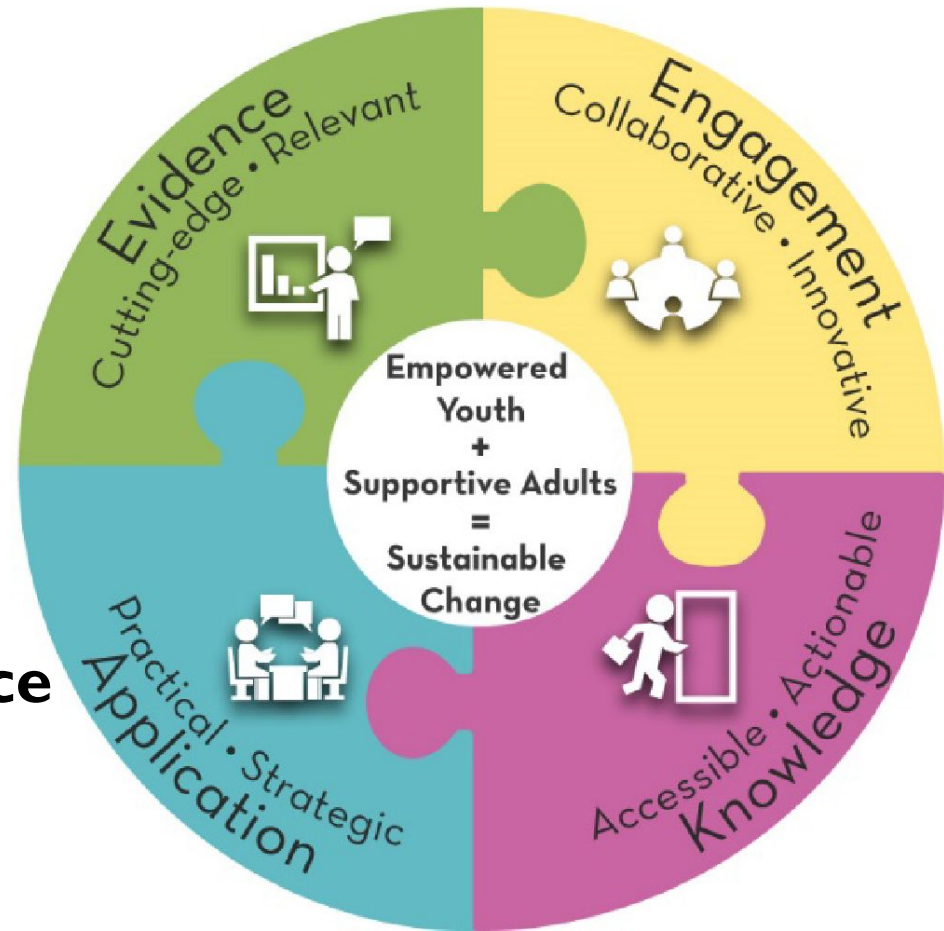 Evidence
Cutting-edge • Relevant
Engagement
Collaborative • Innovative
Empowered
Youth
+
Supportive Adults
=
Sustainable
Change
ce
Practical • Strategic
Application
Accessible • Actionable
Knowledge